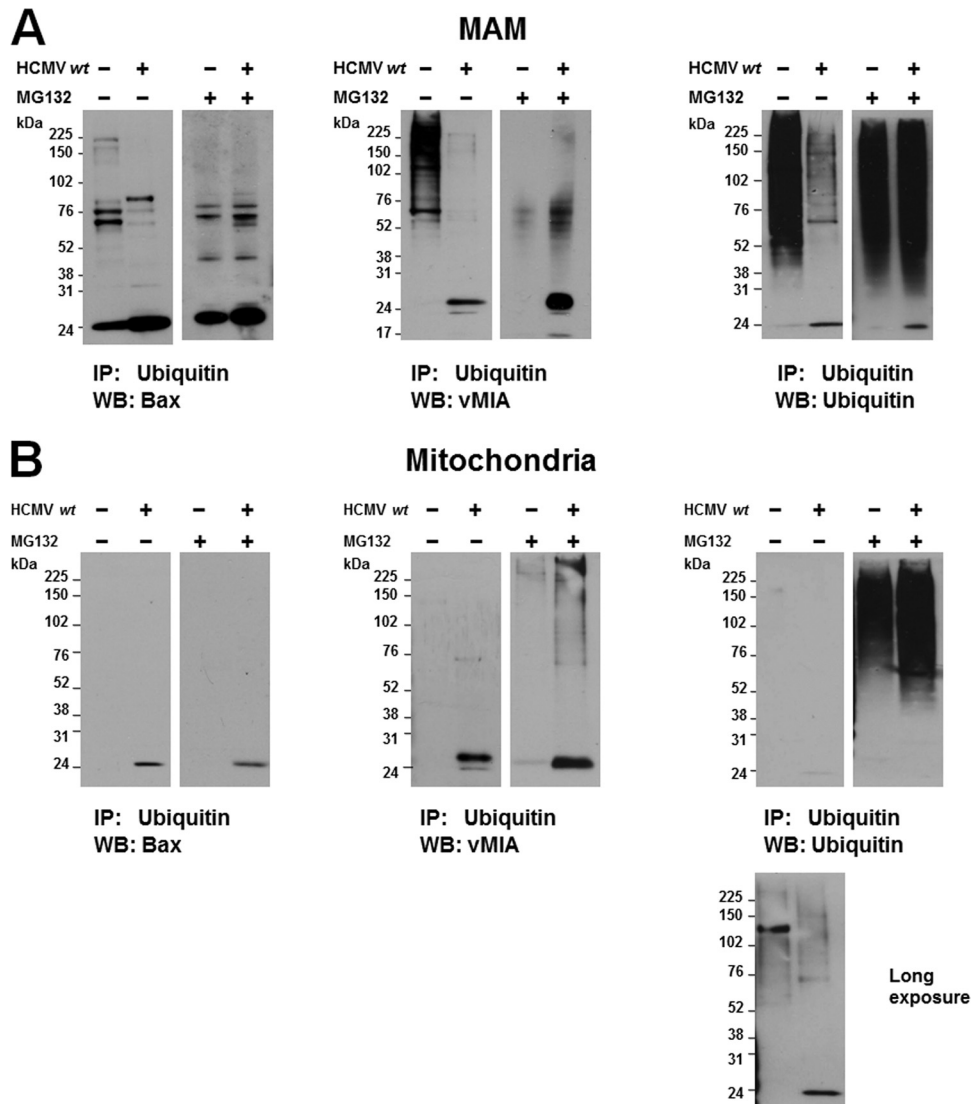 A
MAM
HCMV wt – + – + HCMV wt – + – + HCMV wt – + – +
MG132 – – + + MG132 – – + + MG132 – – + +
kDa kDa kDa
225 225 225
150 150 150
102 102 102
76 76 76
52 52 52
38 38 38
31 31 31
24 24 24
17
IP: Ubiquitin IP: Ubiquitin IP: Ubiquitin
WB: Bax WB: vMIA WB: Ubiquitin
B
Mitochondria
HCMV wt – + – + HCMV wt – + – + HCMV wt – + – +
MG132 – – + + MG132 – – + + MG132 – – + +
kDa kDa kDa
225 225 225
150 150 150
102 102 102
76 76 76
52 52 52
38 38 38
31 31 31
24 24 24
IP: Ubiquitin IP: Ubiquitin IP: Ubiquitin
WB: Bax WB: vMIA WB: Ubiquitin
225
150
102
76
Long
exposure
52
38
31
24